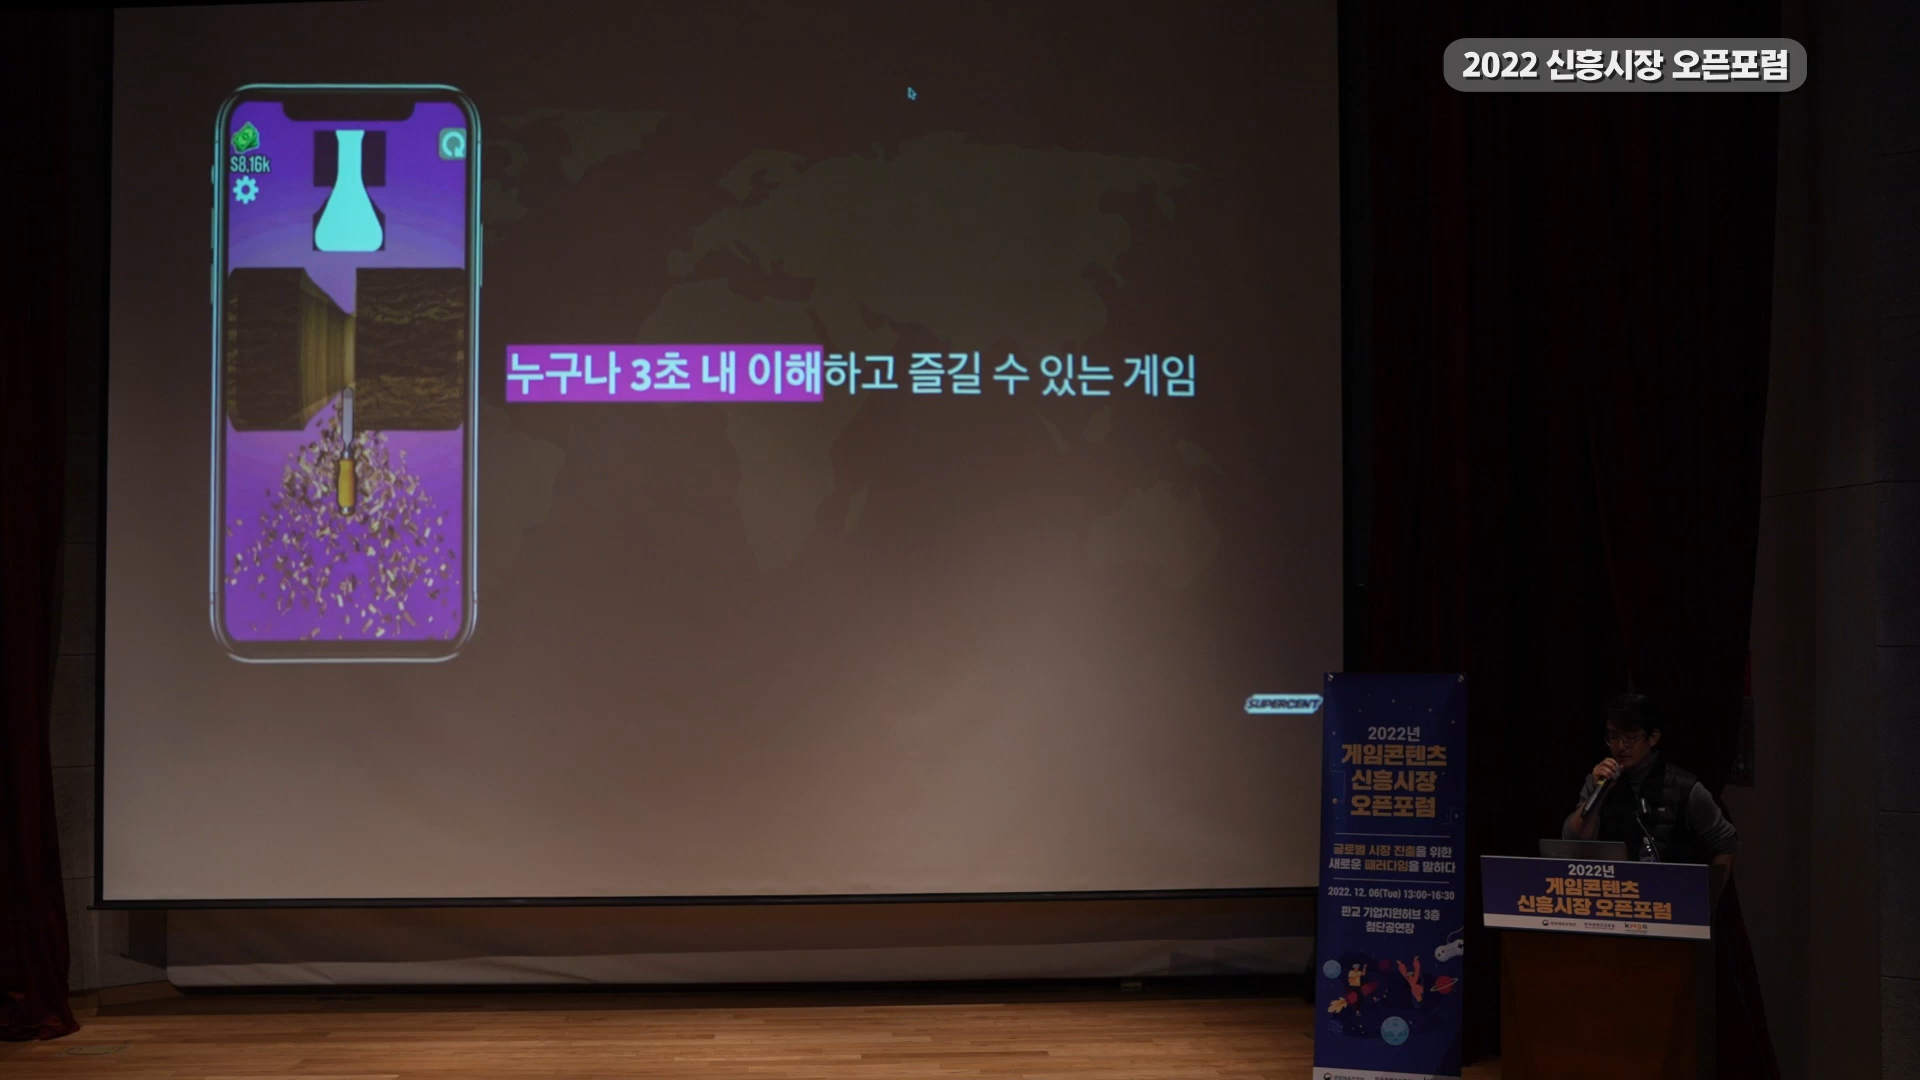 2022 신흥시장 오픈포럼
$8.16k
누구나 3초 내 이해하고 즐길 수 있는 게임
SUPERCENT
2022년
게임콘텐츠
신흥시장
오픈포럼
글로벌 시장 진출을 위한
새로운 패러다임을 말하다
2022. 12. 06(Tue) 13:00-16:30
판교 기업지원허브 3층
첨단공연장
2022년
게임콘텐츠
신흥시장 오픈포럼